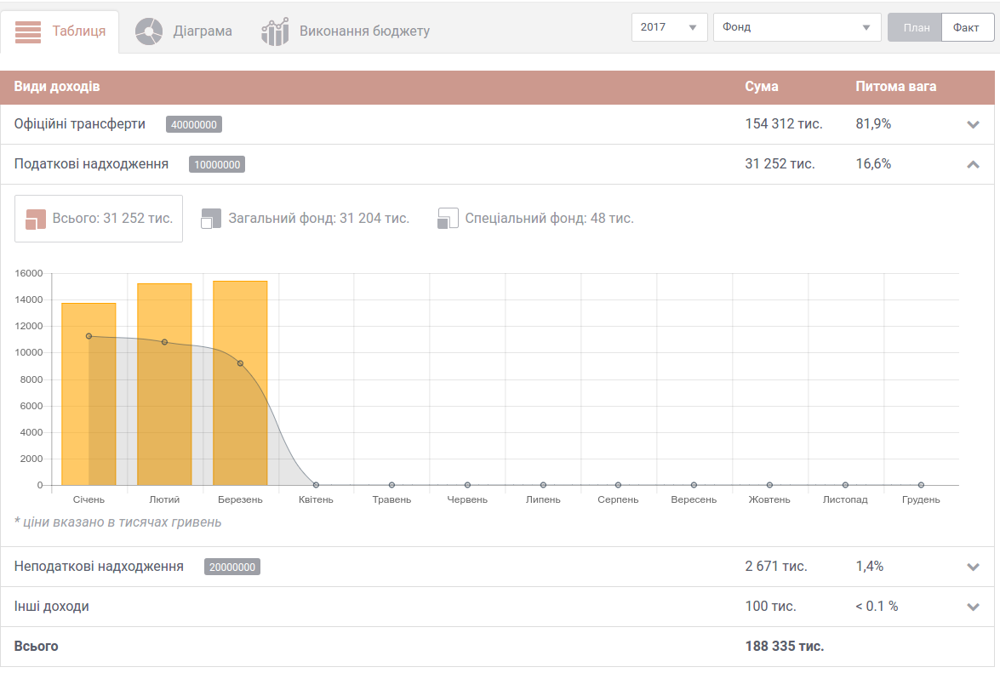 Таблиця Діаграма Виконання бюджету 2017 Фонд План Факт
Види доходів Сума Питома вага
Офіційні трансферти 40000000 154 312 тис. 81,9%
Податкові надходження 10000000 31 252 тис. 16,6%
Всього: 31 252 тис. Загальний фонд: 31 204 тис. Спеціальний фонд: 48 тис.
16000
14000
12000
10000
8000
6000
4000
2000
0
Січень Лютий Березень Квітень Травень Червень Липень Серпень Вересень Жовтень Листопад Грудень
* ціни вказано в тисячах гривень
Неподаткові надходження 20000000 2 671 тис. 1,4%
Інші доходи 100 тис. < 0.1 %
Всього 188 335 тис.